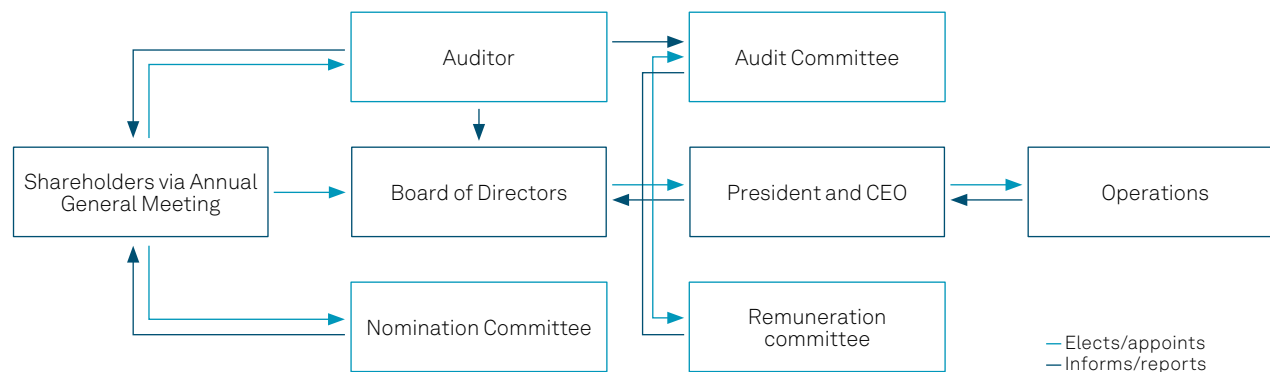 Auditor
Audit Committee
Shareholders via Annual
General Meeting
Board of Directors
President and CEO
Operations
Nomination Committee
Remuneration
committee
Elects/appoints
Informs/reports